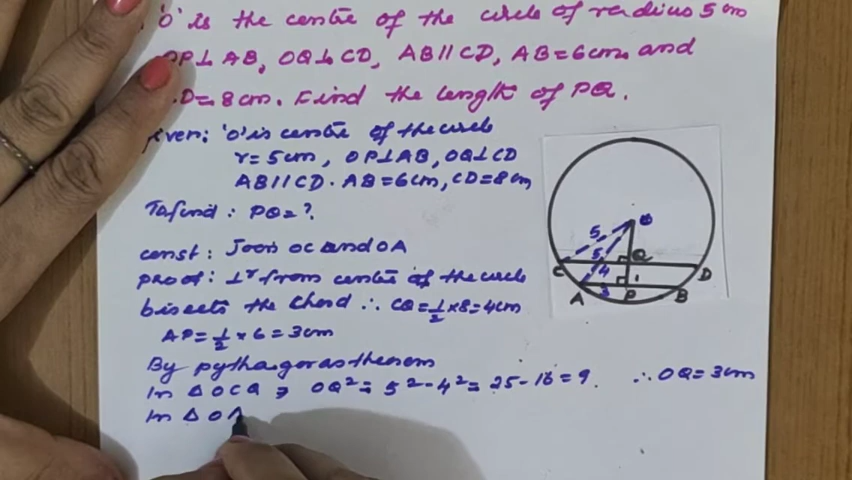 'O' is the centre of the circle of radius 5cm
OP⊥AB, OQ⊥CD, AB∥CD, AB=6cm and
D=8cm. Find the length of PQ.
given: 'O' is centre of the circle
r=5cm, OP⊥AB, OQ⊥CD
AB∥CD. AB=6cm, CD=8cm
To find: PQ=?
const: Join OC and OA
proof: ⊥r from centre of the circle
bisects the chord ∴ CQ=1/2×8=4cm
AP=1/2×6=3cm
By pythagoras theorem
In △OCQ ⇒ OQ²=5²-4²=25-16=9. ∴OQ=3cm
In △OA
O
5
5
Q
C
4
D
A
3
P
B